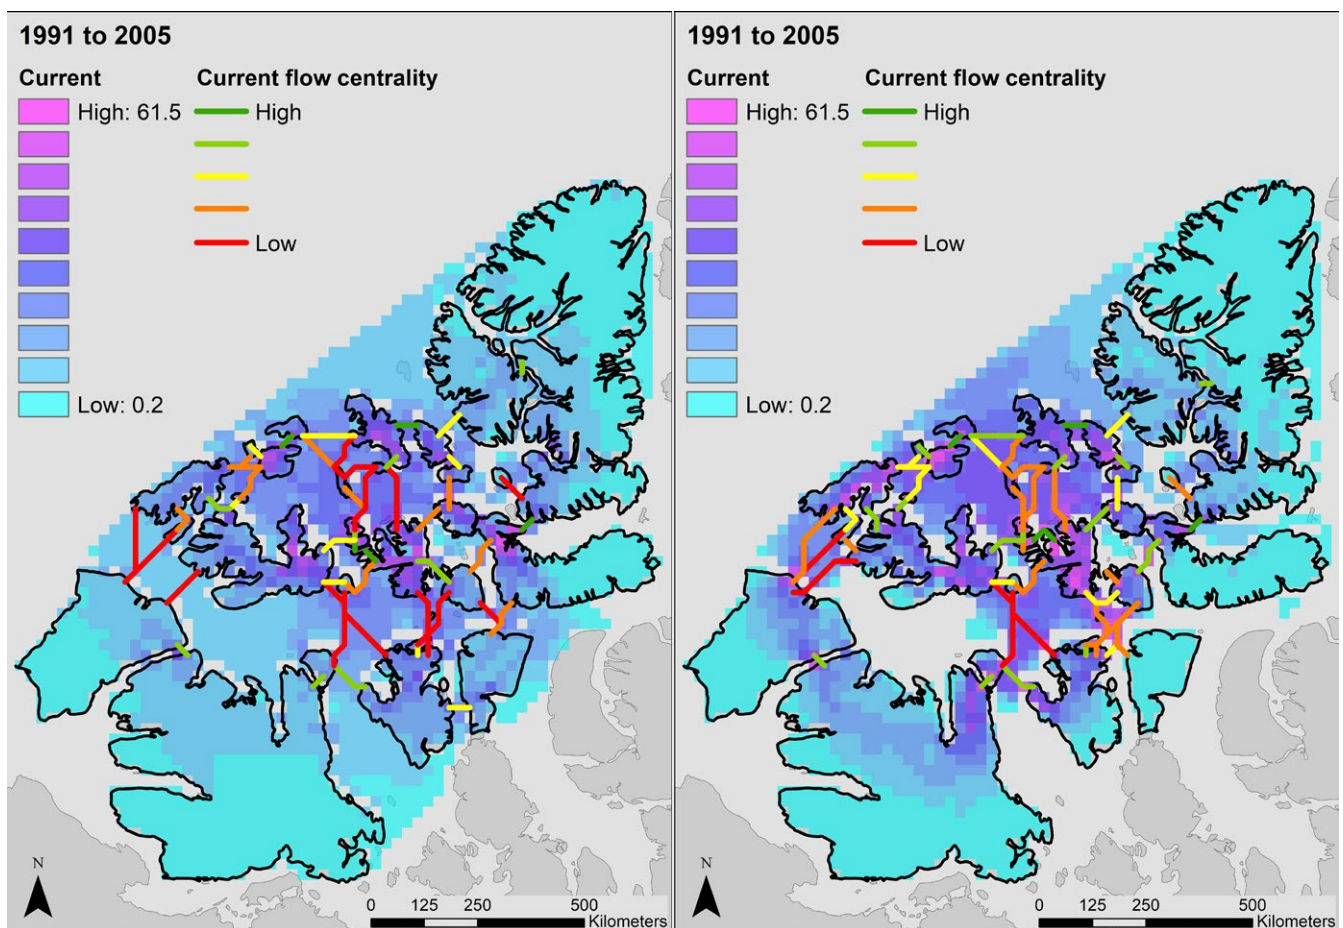 1991 to 2005
Current
Current flow centrality
High: 61.5
High
Low
Low: 0.2
N
0 125 250 500
Kilometers
1991 to 2005
Current
Current flow centrality
High: 61.5
High
Low
Low: 0.2
N
0 125 250 500
Kilometers